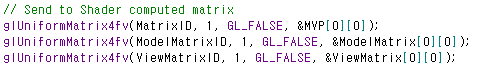 // Send to Shader computed matrix
glUniformMatrix4fv(MatrixID, 1, GL_FALSE, &MVP[0][0]);
glUniformMatrix4fv(ModelMatrixID, 1, GL_FALSE, &ModelMatrix[0][0]);
glUniformMatrix4fv(ViewMatrixID, 1, GL_FALSE, &ViewMatrix[0][0]);